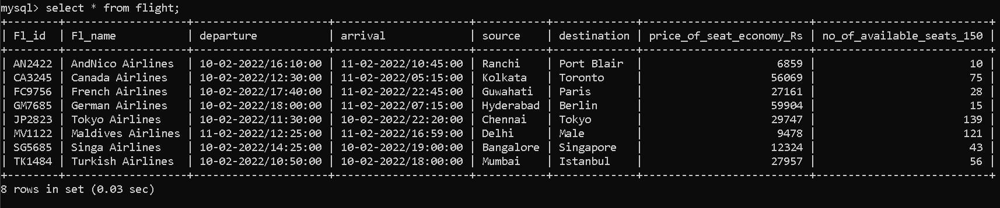 mysql> select * from flight;
+--------+-------------------+---------------------+---------------------+-----------+-------------+--------------------------+---------------------------+
| Fl_id  | Fl_name           | departure           | arrival             | source    | destination | price_of_seat_economy_Rs | no_of_available_seats_150 |
+--------+-------------------+---------------------+---------------------+-----------+-------------+--------------------------+---------------------------+
| AN2422 | AndNico Airlines  | 10-02-2022/16:10:00 | 11-02-2022/10:45:00 | Ranchi    | Port Blair  |                     6859 |                        10 |
| CA3245 | Canada Airlines   | 10-02-2022/12:30:00 | 11-02-2022/05:15:00 | Kolkata   | Toronto     |                    56069 |                        75 |
| FC9756 | French Airlines   | 10-02-2022/17:40:00 | 11-02-2022/22:45:00 | Guwahati  | Paris       |                    27161 |                        28 |
| GM7685 | German Airlines   | 10-02-2022/18:00:00 | 11-02-2022/07:15:00 | Hyderabad | Berlin      |                    59904 |                        15 |
| JP2823 | Tokyo Airlines    | 10-02-2022/11:30:00 | 10-02-2022/22:20:00 | Chennai   | Tokyo       |                    29747 |                       139 |
| MV1122 | Maldives Airlines | 11-02-2022/12:25:00 | 11-02-2022/16:59:00 | Delhi     | Male        |                     9478 |                       121 |
| SG5685 | Singa Airlines    | 10-02-2022/14:25:00 | 10-02-2022/19:00:00 | Bangalore | Singapore   |                    12324 |                        43 |
| TK1484 | Turkish Airlines  | 10-02-2022/10:50:00 | 10-02-2022/18:00:00 | Mumbai    | Istanbul    |                    27957 |                        56 |
+--------+-------------------+---------------------+---------------------+-----------+-------------+--------------------------+---------------------------+
8 rows in set (0.03 sec)